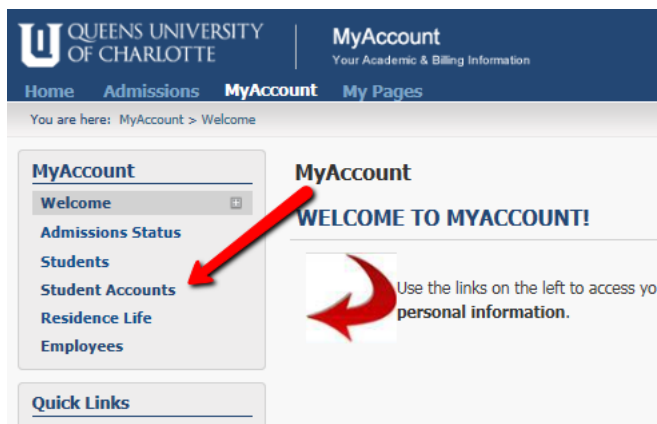 QUEENS UNIVERSITY
OF CHARLOTTE
MyAccount
Your Academic & Billing Information
Home Admissions MyAccount My Pages
You are here: MyAccount > Welcome
MyAccount
Welcome
Admissions Status
Students
Student Accounts
Residence Life
Employees
Quick Links
MyAccount
WELCOME TO MYACCOUNT!
Use the links on the left to access yo
personal information.